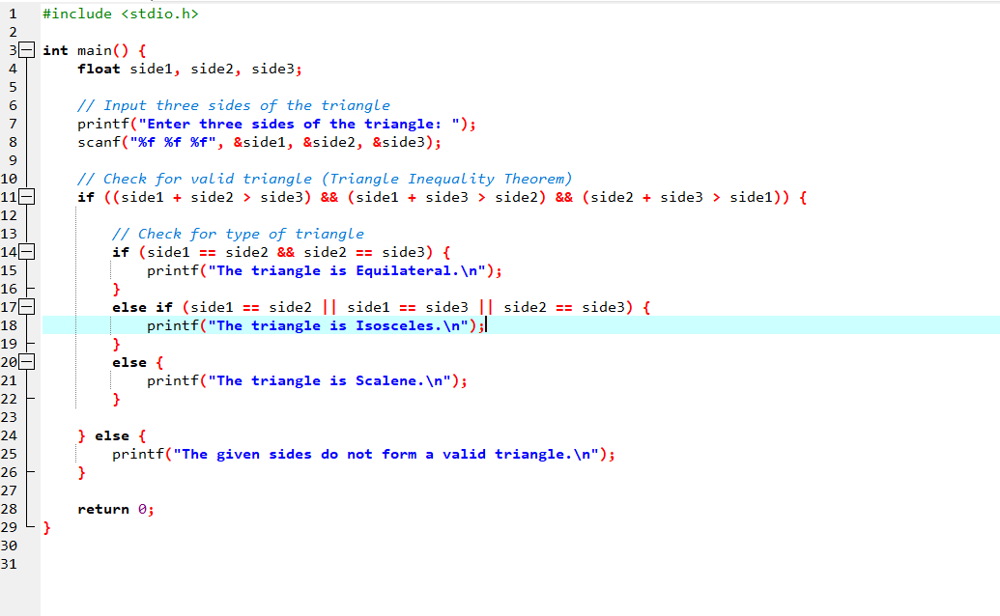 1 #include <stdio.h>
2
3 int main() {
4     float side1, side2, side3;
5
6     // Input three sides of the triangle
7     printf("Enter three sides of the triangle: ");
8     scanf("%f %f %f", &side1, &side2, &side3);
9
10     // Check for valid triangle (Triangle Inequality Theorem)
11     if ((side1 + side2 > side3) && (side1 + side3 > side2) && (side2 + side3 > side1)) {
12
13         // Check for type of triangle
14         if (side1 == side2 && side2 == side3) {
15             printf("The triangle is Equilateral.\n");
16         }
17         else if (side1 == side2 || side1 == side3 || side2 == side3) {
18             printf("The triangle is Isosceles.\n");
19         }
20         else {
21             printf("The triangle is Scalene.\n");
22         }
23
24     } else {
25         printf("The given sides do not form a valid triangle.\n");
26     }
27
28     return 0;
29 }
30
31